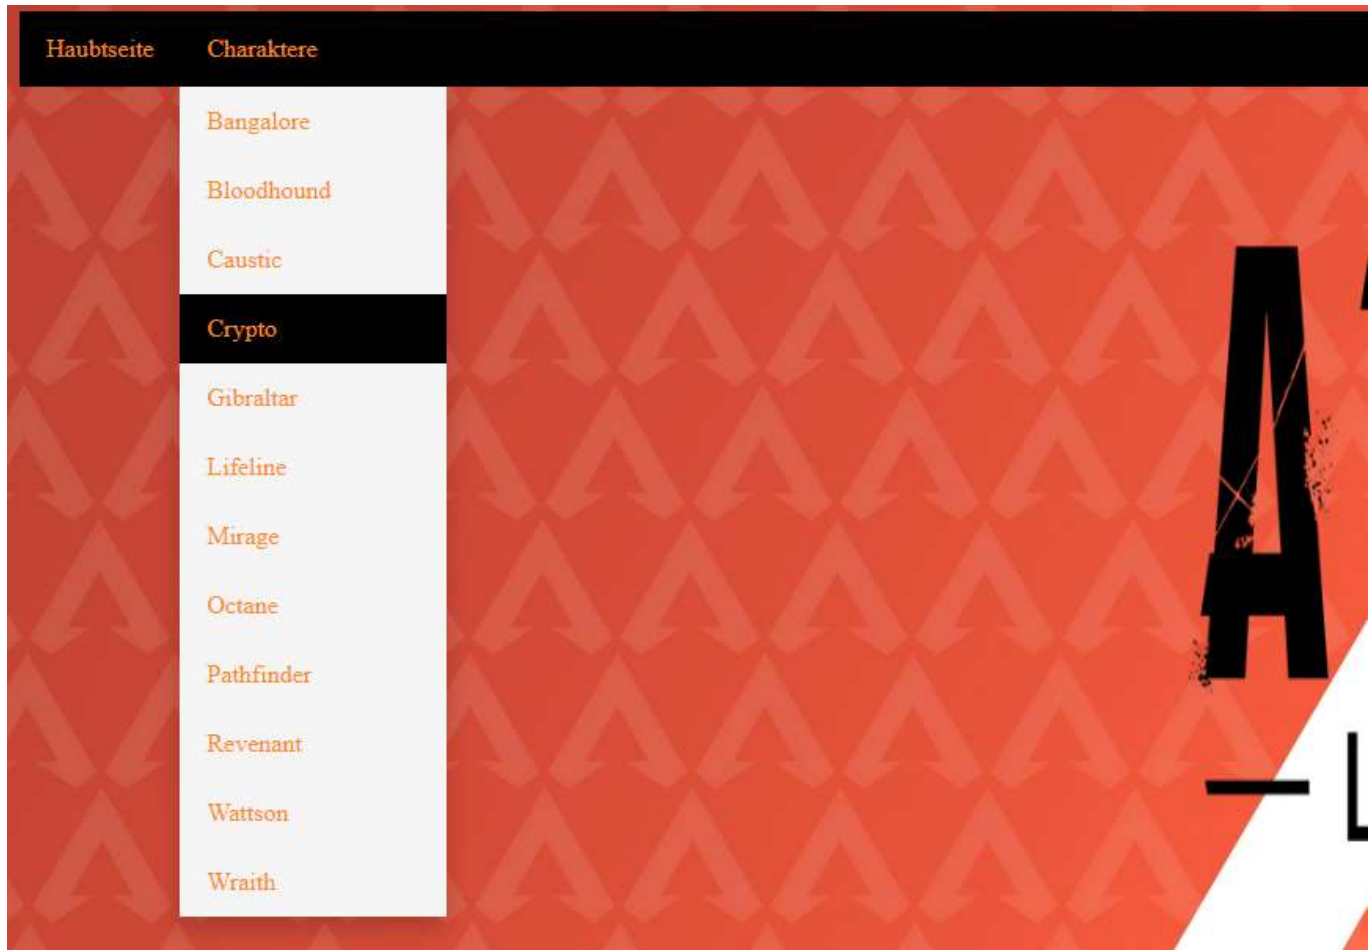 Haubtseite Charaktere
Bangalore
Bloodhound
Caustic
Crypto
Gibraltar
Lifeline
Mirage
Octane
Pathfinder
Revenant
Wattson
Wraith
A
L